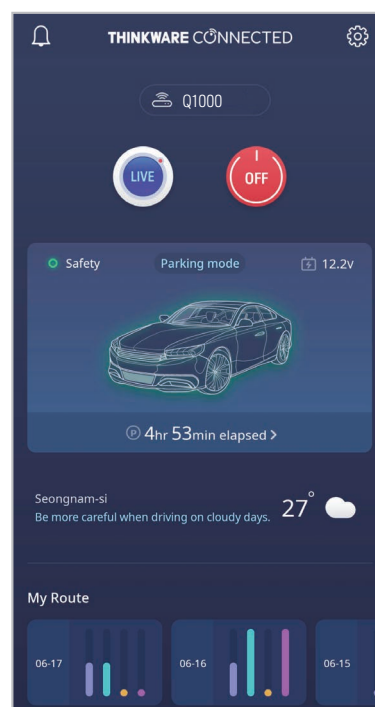 THINKWARE CONNECTED
Q1000
LIVE
OFF
Safety
Parking mode
12.2v
P 4hr 53min elapsed >
Seongnam-si
27°
Be more careful when driving on cloudy days.
My Route
06-17
06-16
06-15